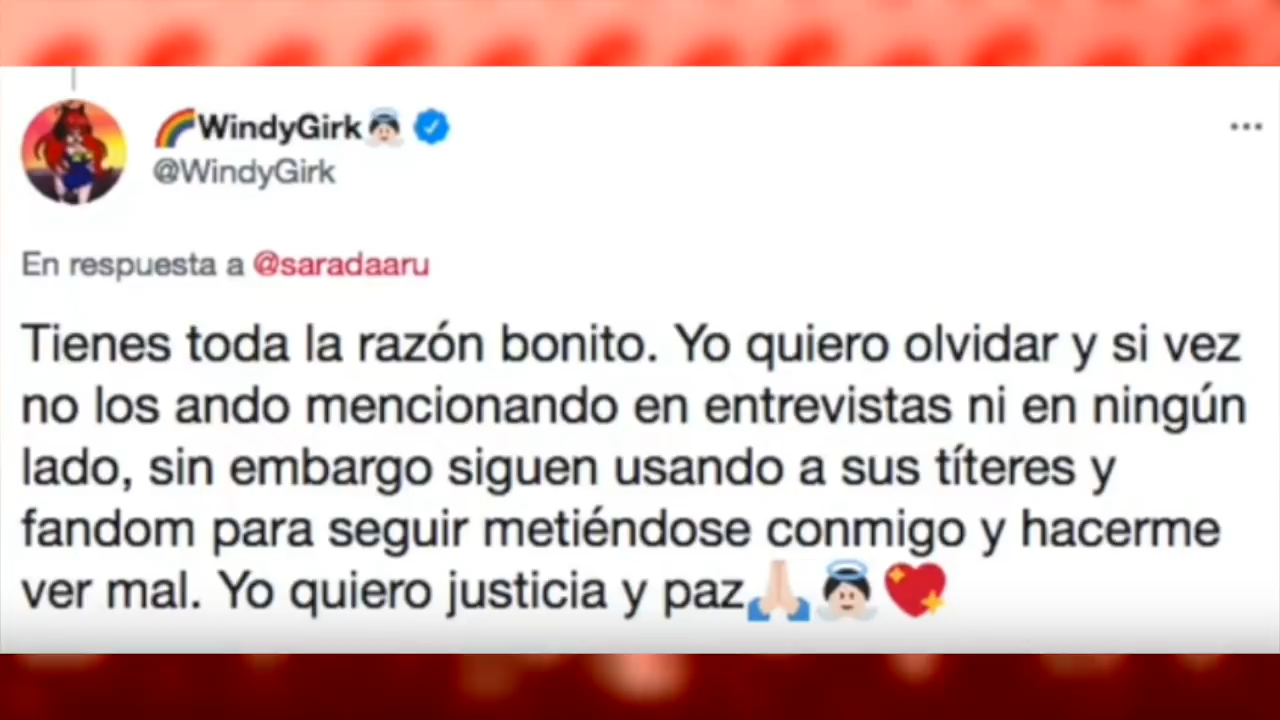 🌈WindyGirk👼🏻
@WindyGirk
En respuesta a @saradaaru
Tienes toda la razón bonito. Yo quiero olvidar y si vez
no los ando mencionando en entrevistas ni en ningún
lado, sin embargo siguen usando a sus títeres y
fandom para seguir metiéndose conmigo y hacerme
ver mal. Yo quiero justicia y paz🙏🏻👼🏻💖